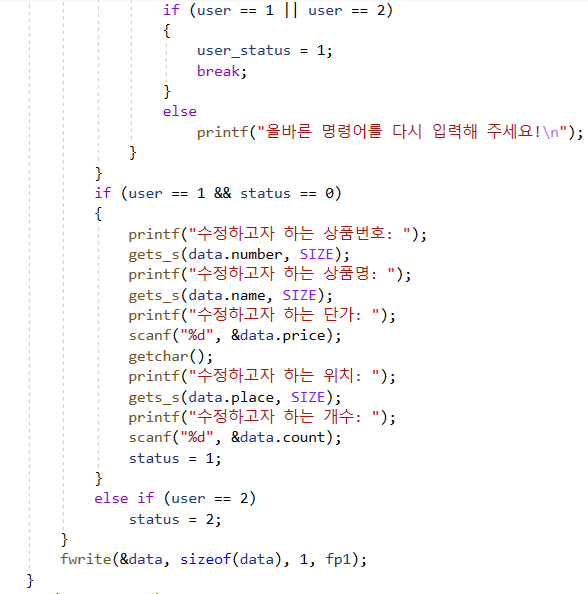 if (user == 1 || user == 2)
{
user_status = 1;
break;
}
else
printf("올바른 명령어를 다시 입력해 주세요!\n");
}
}
if (user == 1 && status == 0)
{
printf("수정하고자 하는 상품번호: ");
gets_s(data.number, SIZE);
printf("수정하고자 하는 상품명: ");
gets_s(data.name, SIZE);
printf("수정하고자 하는 단가: ");
scanf("%d", &data.price);
getchar();
printf("수정하고자 하는 위치: ");
gets_s(data.place, SIZE);
printf("수정하고자 하는 개수: ");
scanf("%d", &data.count);
status = 1;
}
else if (user == 2)
status = 2;
}
fwrite(&data, sizeof(data), 1, fp1);
}